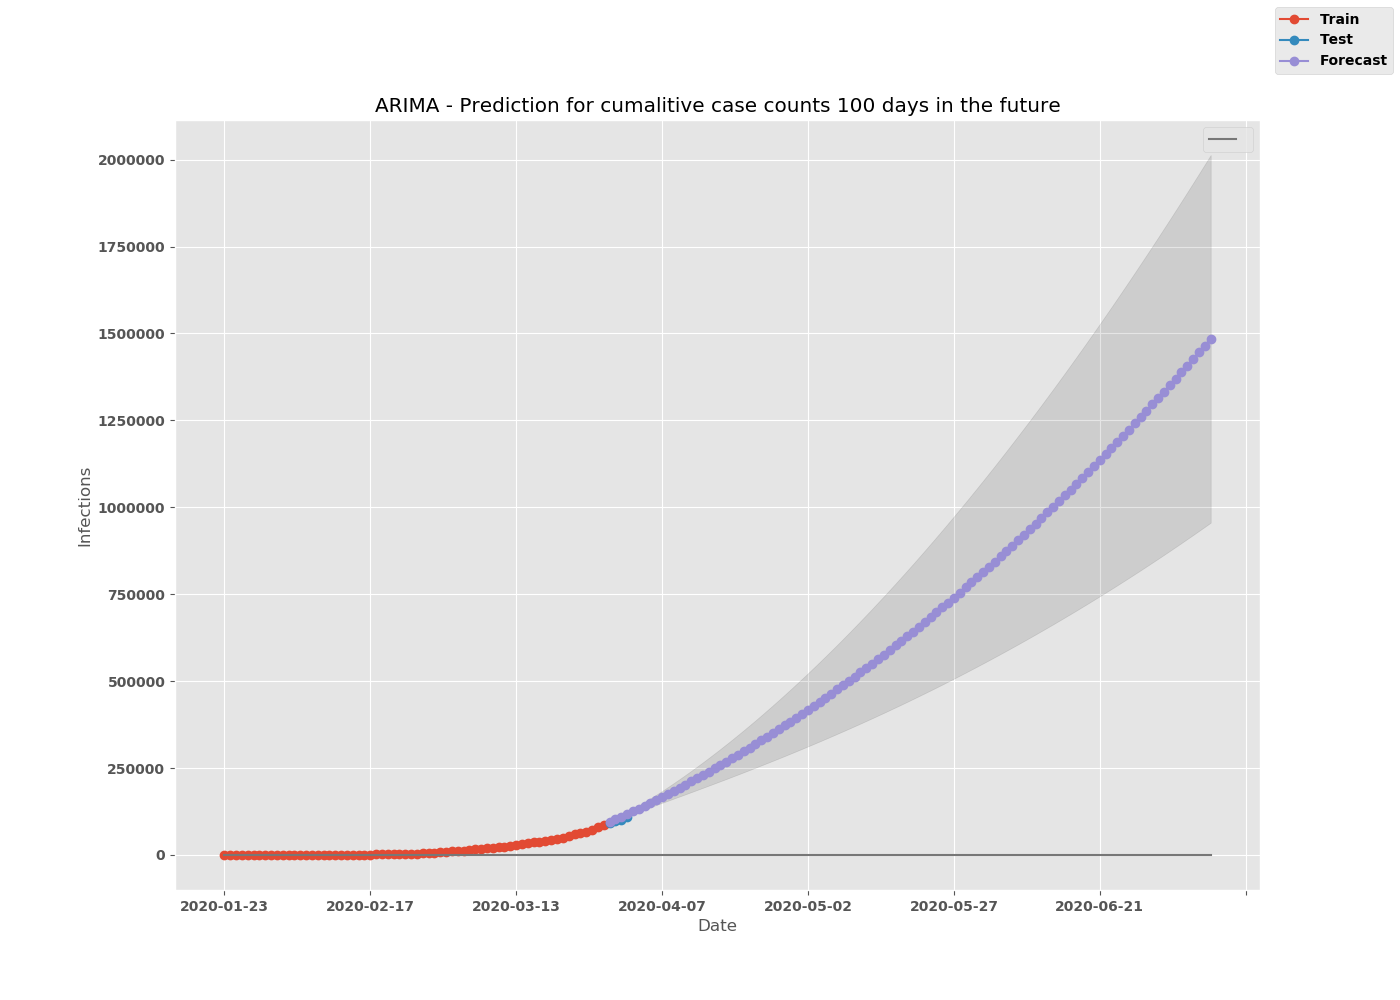 Train
Test
Forecast
ARIMA - Prediction for cumalitive case counts 100 days in the future
2000000
1750000
1500000
1250000
1000000
750000
500000
250000
0
Infections
2020-01-23 2020-02-17 2020-03-13 2020-04-07 2020-05-02 2020-05-27 2020-06-21
Date